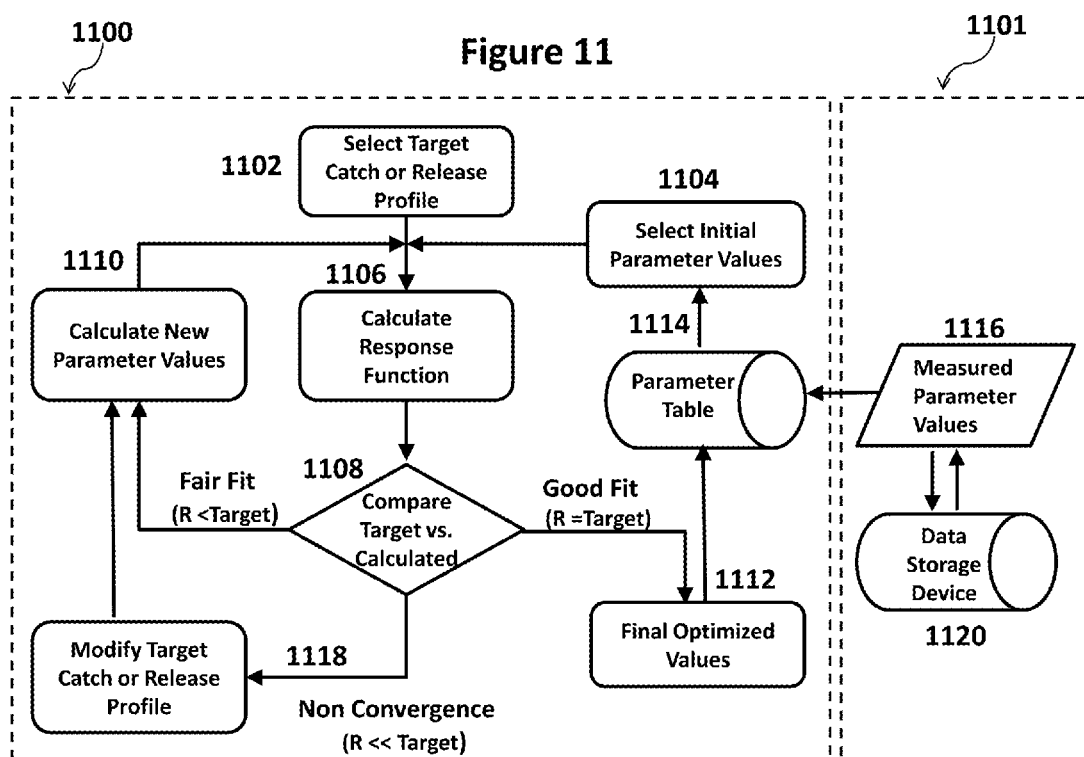 1100
Figure 11
1101
1102
Select Target
Catch or Release
Profile
1104
Select Initial
Parameter Values
1110
1106
Calculate New
Parameter Values
Calculate
Response
Function
1114
Parameter
Table
1116
Measured
Parameter
Values
Fair Fit
(R <Target)
1108
Compare
Target vs.
Calculated
Good Fit
(R =Target)
Data
Storage
Device
1120
1112
Final Optimized
Values
Modify Target
Catch or Release
Profile
1118
Non Convergence
(R << Target)